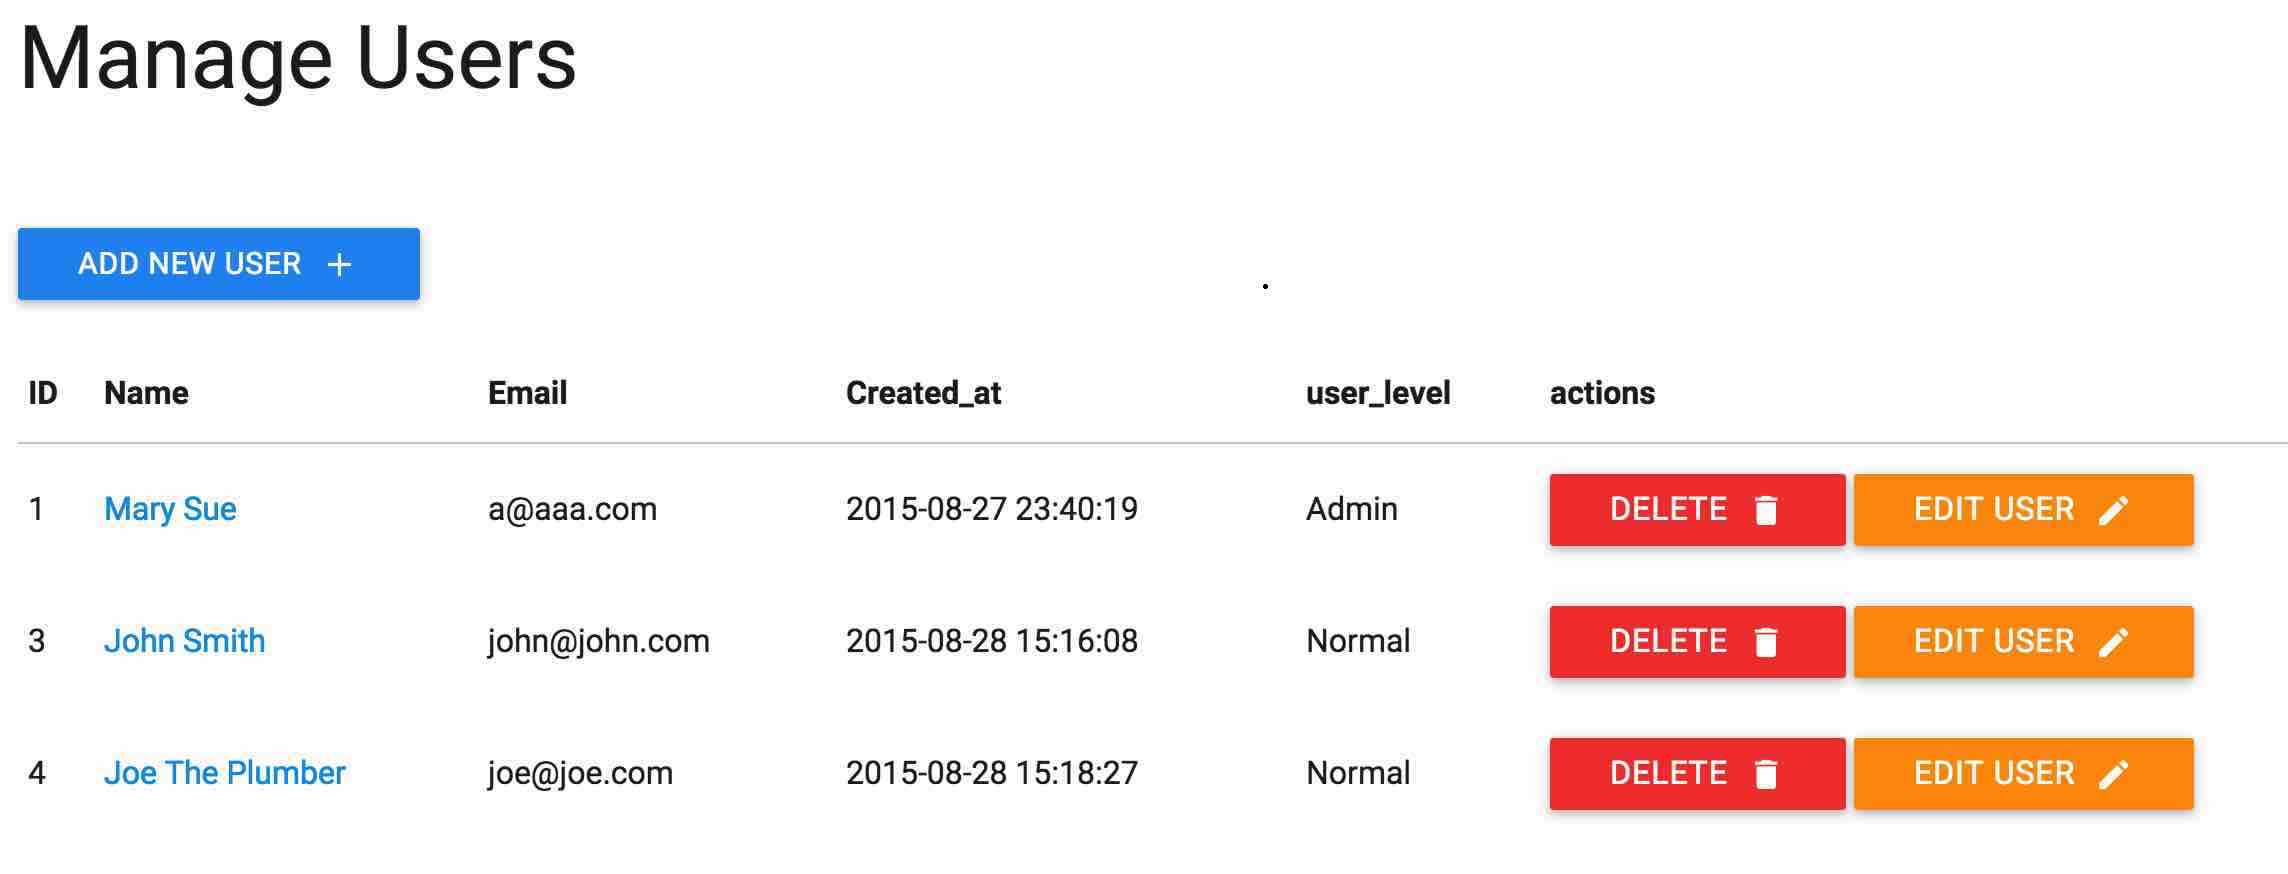 Manage Users
ADD NEW USER +
ID Name Email Created_at user_level actions
1 Mary Sue a@aaa.com 2015-08-27 23:40:19 Admin DELETE EDIT USER
3 John Smith john@john.com 2015-08-28 15:16:08 Normal DELETE EDIT USER
4 Joe The Plumber joe@joe.com 2015-08-28 15:18:27 Normal DELETE EDIT USER